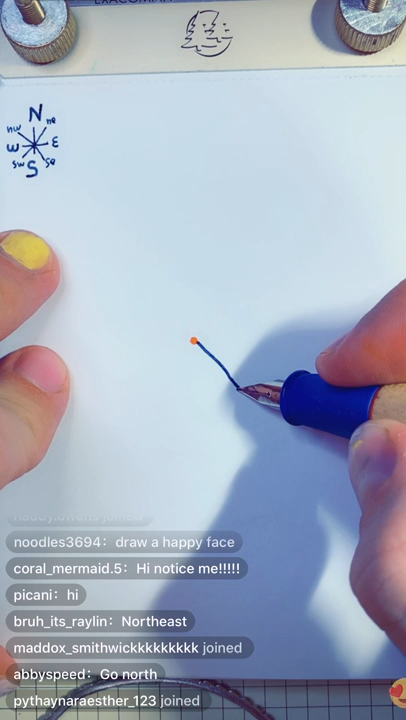 N
nw ne
W E
sw se
S
noodles3694: draw a happy face
coral_mermaid.5: Hi notice me!!!!!
picani: hi
bruh_its_raylin: Northeast
maddox_smithwickkkkkkkkk joined
abbyspeed: Go north
pythaynaraesther_123 joined